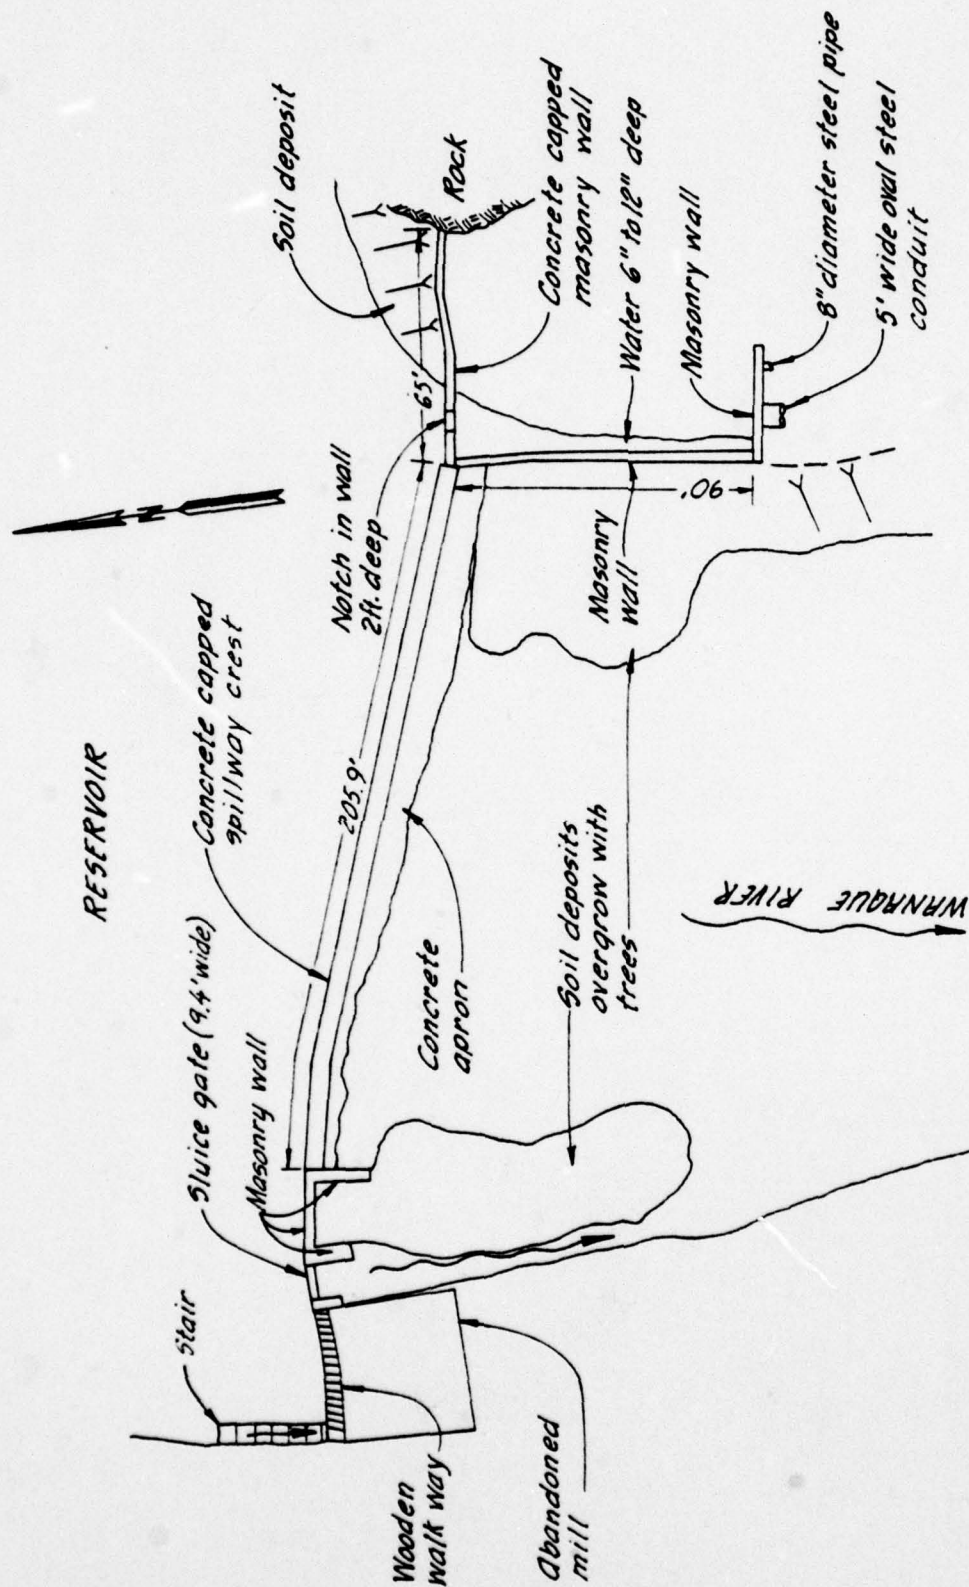 RESERVOIR
Stair
Sluice gate (9.4' wide)
Masonry wall
Concrete capped
spillway crest
205.9'
Notch in wall
2ft. deep
N
65'
Soil deposit
Rock
Concrete capped
masonry wall
Water 6" to 12" deep
Masonry wall
8" diameter steel pipe
5' wide oval steel
conduit
90'
Masonry
wall
Concrete
apron
Soil deposits
overgrow with
trees
WANAQUE RIVER
Wooden
walk way
Abandoned
mill